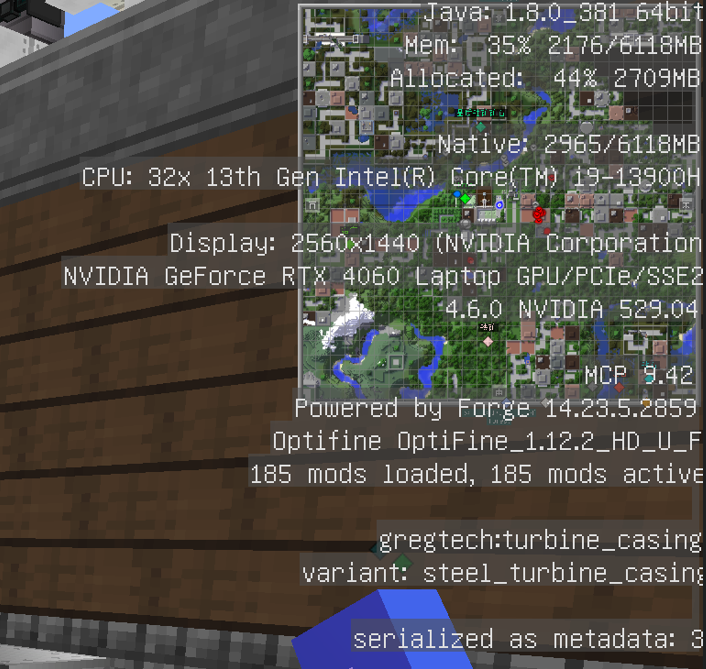 Java: 1.8.0_381 64bit
Mem: 35% 2176/6118MB
Allocated: 44% 2709MB
Native: 2965/6118MB
CPU: 32x 13th Gen Intel(R) Core(TM) i9-13900H
Display: 2560x1440 (NVIDIA Corporation
NVIDIA GeForce RTX 4060 Laptop GPU/PCIe/SSE2
4.6.0 NVIDIA 529.04
MCP 9.42
Powered by Forge 14.23.5.2859
Optifine OptiFine_1.12.2_HD_U_F
185 mods loaded, 185 mods active
gregtech:turbine_casing
variant: steel_turbine_casing
serialized as metadata: 3